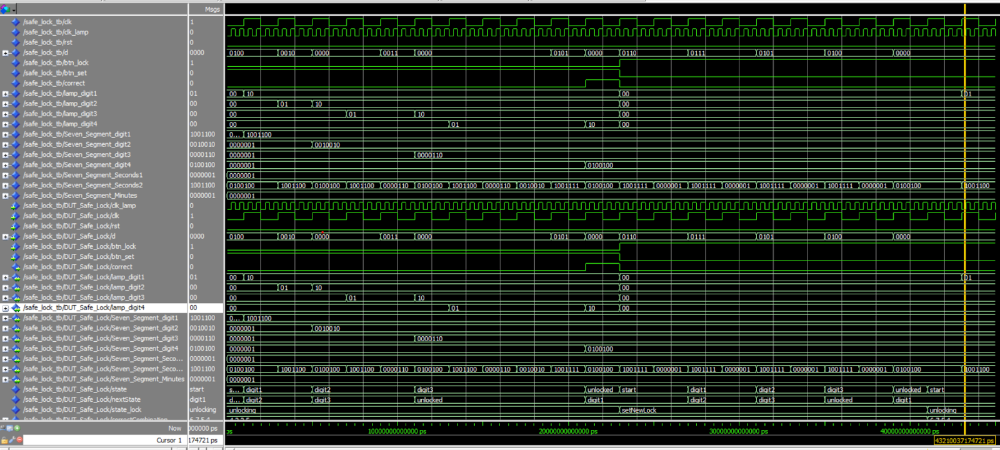 Msgs
/safe_lock_tb/clk 1
/safe_lock_tb/clk_lamp 0
/safe_lock_tb/rst 0
/safe_lock_tb/d 0000 0100 0010 0000 0011 0000 0101 0000 0110 0111 0101 0100 0000
/safe_lock_tb/btn_lock 1
/safe_lock_tb/btn_set 0
/safe_lock_tb/correct 0
/safe_lock_tb/lamp_digit1 01 00 10 00 01
/safe_lock_tb/lamp_digit2 00 00 01 10 00
/safe_lock_tb/lamp_digit3 00 00 01 10 00
/safe_lock_tb/lamp_digit4 00 00 01 10 00
/safe_lock_tb/Seven_Segment_digit1 1001100 0... 1001100
/safe_lock_tb/Seven_Segment_digit2 0010010 0000001 0010010
/safe_lock_tb/Seven_Segment_digit3 0000110 0000001 0000110
/safe_lock_tb/Seven_Segment_digit4 0100100 0000001 0100100
/safe_lock_tb/Seven_Segment_Seconds1 0000001 0000001
/safe_lock_tb/Seven_Segment_Seconds2 1001100 0100100 1001100 0100100 1001100 0000110 0100100 1001100 0000110 0010010 1001111 0100100 1001111 0000001 1001111 0000001 1001111 0000001 1001111 0000001 0100100 1001100
/safe_lock_tb/Seven_Segment_Minutes 0000001 0000001
/safe_lock_tb/DUT_Safe_Lock/clk_lamp 0
/safe_lock_tb/DUT_Safe_Lock/clk 1
/safe_lock_tb/DUT_Safe_Lock/rst 0
/safe_lock_tb/DUT_Safe_Lock/d 0000 0100 0010 0000 0011 0000 0101 0000 0110 0111 0101 0100 0000
/safe_lock_tb/DUT_Safe_Lock/btn_lock 1
/safe_lock_tb/DUT_Safe_Lock/btn_set 0
/safe_lock_tb/DUT_Safe_Lock/correct 0
/safe_lock_tb/DUT_Safe_Lock/lamp_digit1 01 00 10 00 01
/safe_lock_tb/DUT_Safe_Lock/lamp_digit2 00 00 01 10 00
/safe_lock_tb/DUT_Safe_Lock/lamp_digit3 00 00 01 10 00
/safe_lock_tb/DUT_Safe_Lock/lamp_digit4 00 00 01 10 00
/safe_lock_tb/DUT_Safe_Lock/Seven_Segment_digit1 1001100 0... 1001100
/safe_lock_tb/DUT_Safe_Lock/Seven_Segment_digit2 0010010 0000001 0010010
/safe_lock_tb/DUT_Safe_Lock/Seven_Segment_digit3 0000110 0000001 0000110
/safe_lock_tb/DUT_Safe_Lock/Seven_Segment_digit4 0100100 0000001 0100100
/safe_lock_tb/DUT_Safe_Lock/Seven_Segment_Seco... 0000001 0000001
/safe_lock_tb/DUT_Safe_Lock/Seven_Segment_Seco... 1001100 0100100 1001100 0100100 1001100 0000110 0100100 1001100 0000110 0010010 1001111 0100100 1001111 0000001 1001111 0000001 1001111 0000001 1001111 0000001 0100100 1001100
/safe_lock_tb/DUT_Safe_Lock/Seven_Segment_Minutes 0000001 0000001
/safe_lock_tb/DUT_Safe_Lock/state start s... digit1 digit2 digit3 unlocked start digit1 digit2 digit3 unlocked start
/safe_lock_tb/DUT_Safe_Lock/nextState digit1 d... digit2 digit3 unlocked digit1 digit2 digit3 unlocked digit1
/safe_lock_tb/DUT_Safe_Lock/state_lock unlocking unlocking setNewLock unlocking
/safe_lock_tb/DUT_Safe_Lock/correctCombination
Now 000000 ps ps 10000000000000 ps 20000000000000 ps 30000000000000 ps 40000000000000 ps
Cursor 1 174721 ps 43210037174721 ps